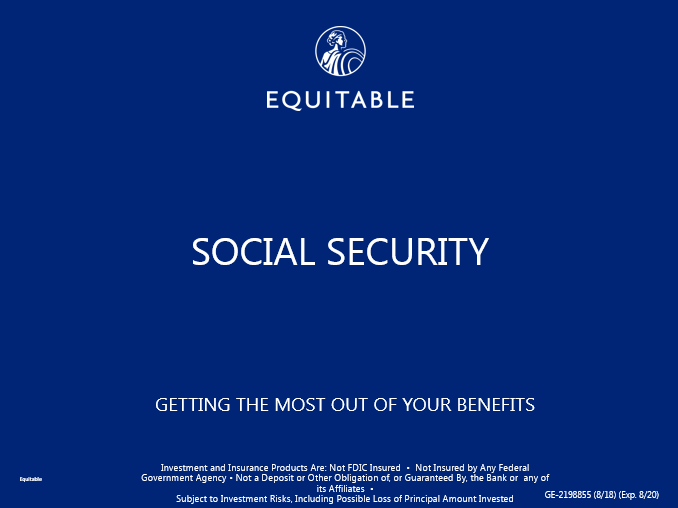 EQUITABLE
SOCIAL SECURITY
GETTING THE MOST OUT OF YOUR BENEFITS
Investment and Insurance Products Are: Not FDIC Insured • Not Insured by Any Federal
Government Agency • Not a Deposit or Other Obligation of, or Guaranteed By, the Bank or any of
its Affiliates •
Subject to Investment Risks, Including Possible Loss of Principal Amount Invested
Equitable
GE-2198855 (8/18) (Exp. 8/20)